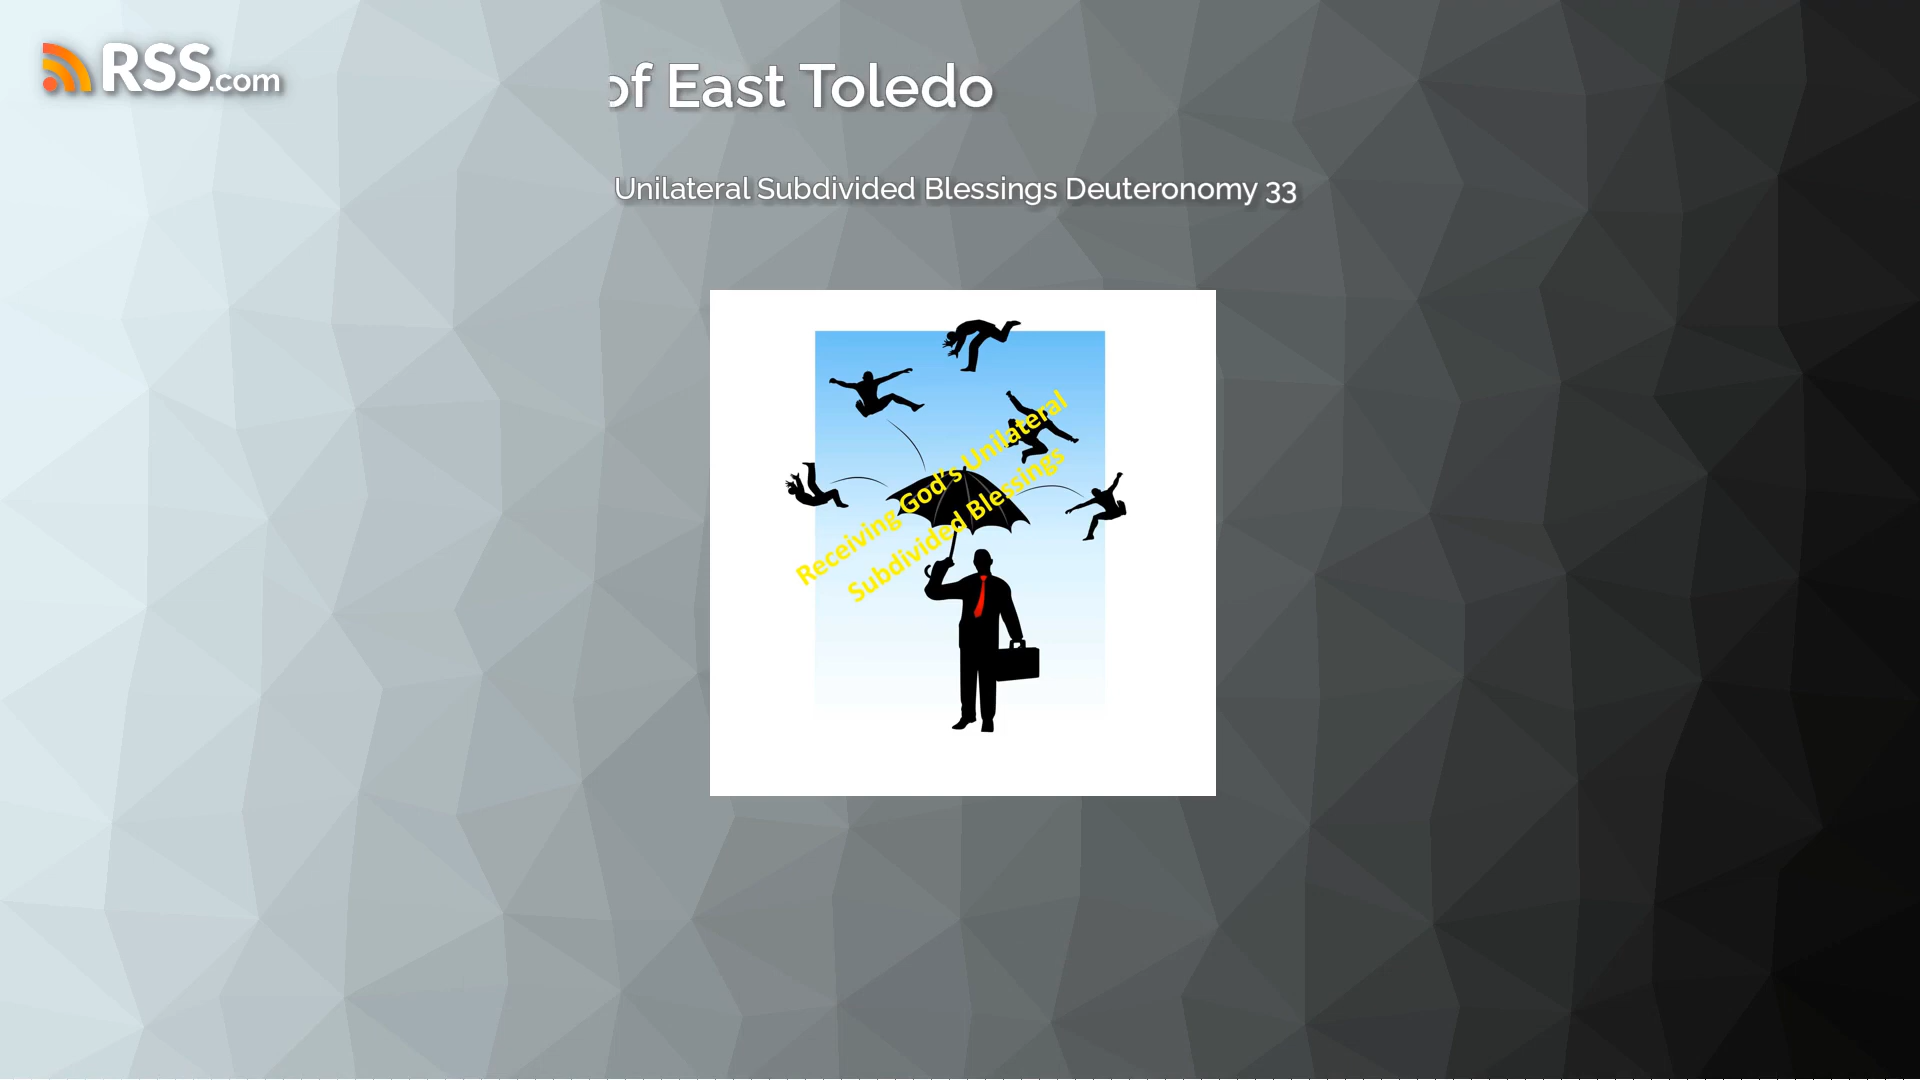 RSS.com
of East Toledo
Unilateral Subdivided Blessings Deuteronomy 33
Receiving God's Unilateral
Subdivided Blessings